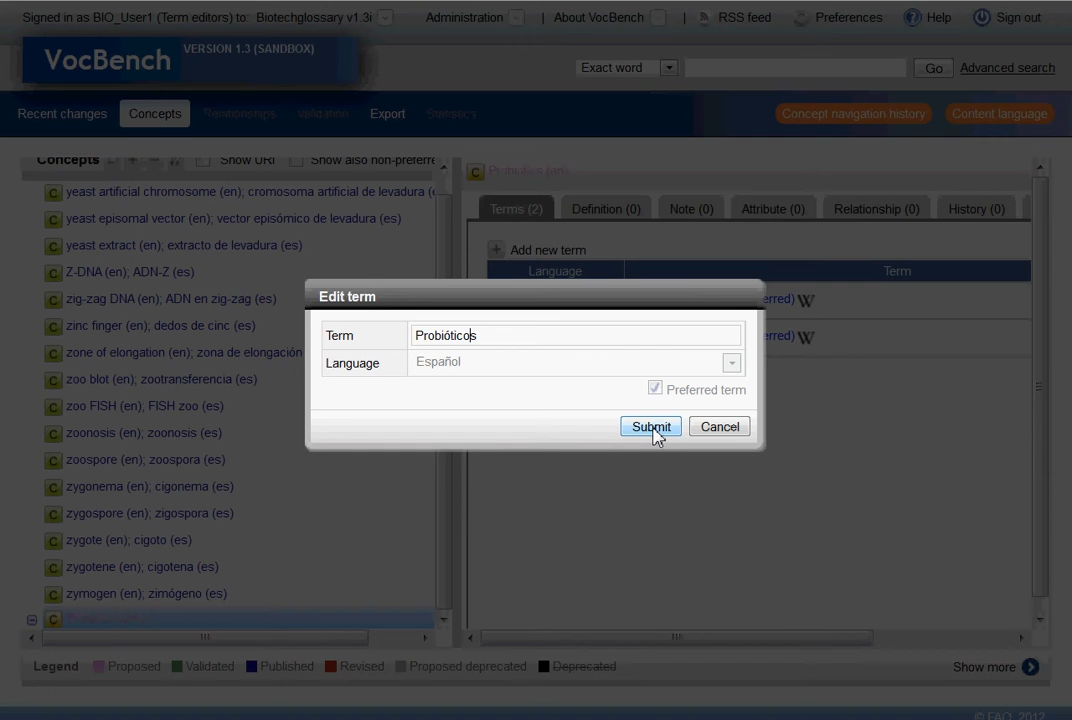 Signed in as BIO_User1 (Term editors) to: Biotechglossary v1.3i
Administration | About VocBench | RSS feed Preferences Help Sign out
VocBench VERSION 1.3 (SANDBOX)
Exact word Go Advanced search
Recent changes Concepts Relationships Validation Export Statistics
Concept navigation history Content language
Concepts Show URI Show also non-preferre
yeast artificial chromosome (en); cromosoma artificial de levadura (e
yeast episomal vector (en); vector episómico de levadura (es)
yeast extract (en); extracto de levadura (es)
Z-DNA (en); ADN-Z (es)
zig-zag DNA (en); ADN en zig-zag (es)
zinc finger (en); dedos de cinc (es)
zone of elongation (en); zona de elongación
zoo blot (en); zootransferencia (es)
zoo FISH (en); FISH zoo (es)
zoonosis (en); zoonosis (es)
zoospore (en); zoospora (es)
zygonema (en); cigonema (es)
zygospore (en); zigospora (es)
zygote (en); cigoto (es)
zygotene (en); cigotena (es)
zymogen (en); zimógeno (es)
Terms (2) Definition (0) Note (0) Attribute (0) Relationship (0) History (0)
Add new term
Language Term
erred) W
erred) W
Edit term
Term Probióticos
Language Español
Preferred term
Submit Cancel
Legend Proposed Validated Published Revised Proposed deprecated Deprecated
Show more
© FAO, 2012